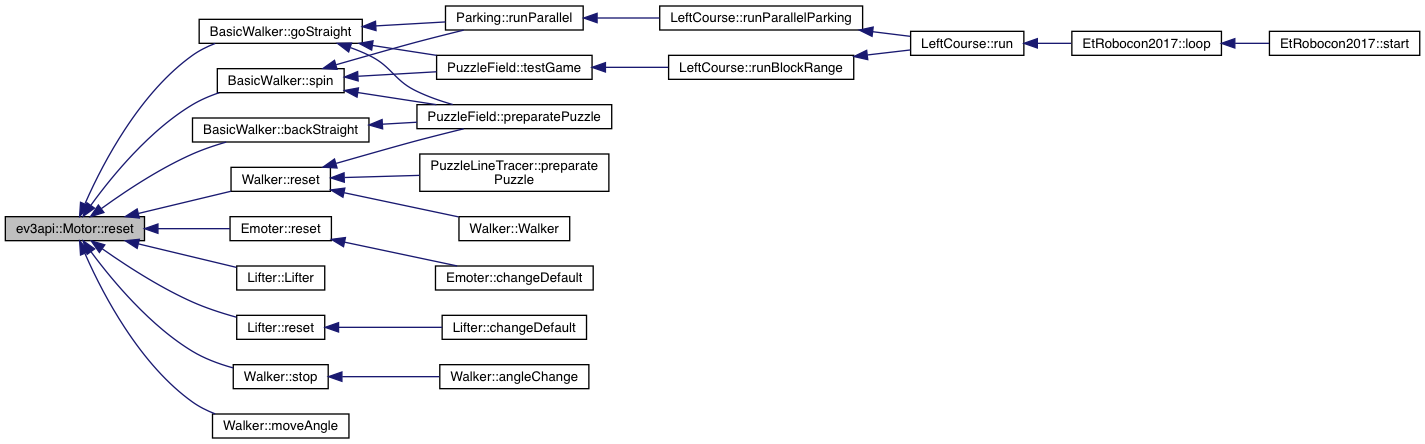 ev3api::Motor::reset
BasicWalker::goStraight
BasicWalker::spin
BasicWalker::backStraight
Walker::reset
Emoter::reset
Lifter::Lifter
Lifter::reset
Walker::stop
Walker::moveAngle
Parking::runParallel
PuzzleField::testGame
PuzzleField::preparatePuzzle
PuzzleLineTracer::preparate
Puzzle
Walker::Walker
Emoter::changeDefault
Lifter::changeDefault
Walker::angleChange
LeftCourse::runParallelParking
LeftCourse::runBlockRange
LeftCourse::run
EtRobocon2017::loop
EtRobocon2017::start